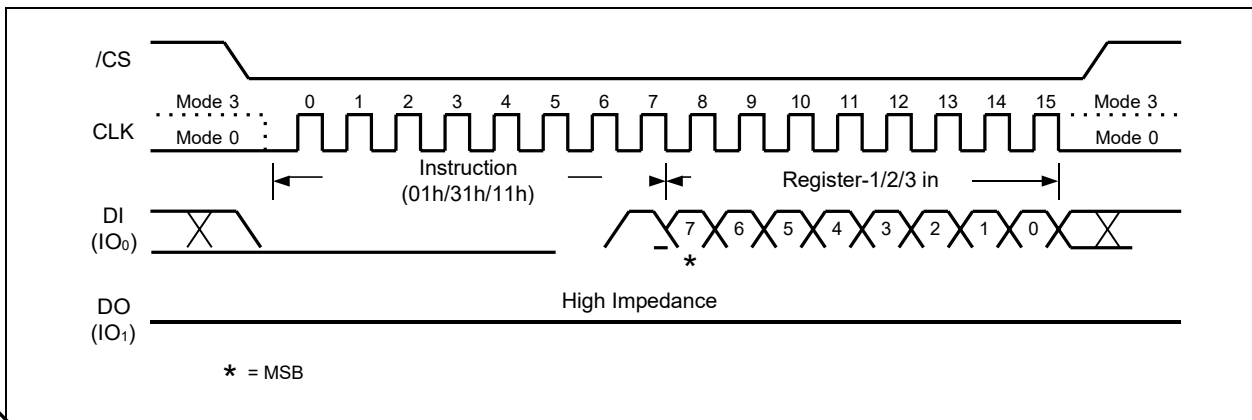 /CS
Mode 3 0 1 2 3 4 5 6 7 8 9 10 11 12 13 14 15 Mode 3
CLK
Mode 0 Mode 0
Instruction
(01h/31h/11h)
Register-1/2/3 in
DI
(IO0)
7 6 5 4 3 2 1 0
*
High Impedance
DO
(IO1)
* = MSB